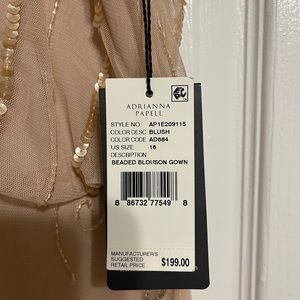 ADRIANNA
PAPELL
STYLE NO. AP1E209115
COLOR DESC BLUSH
COLOR CODE AD684
US SIZE 16
DESCRIPTION
BEADED BLOUSON GOWN
8 86732 77549 8
MANUFACTURER'S
SUGGESTED
RETAIL PRICE $199.00